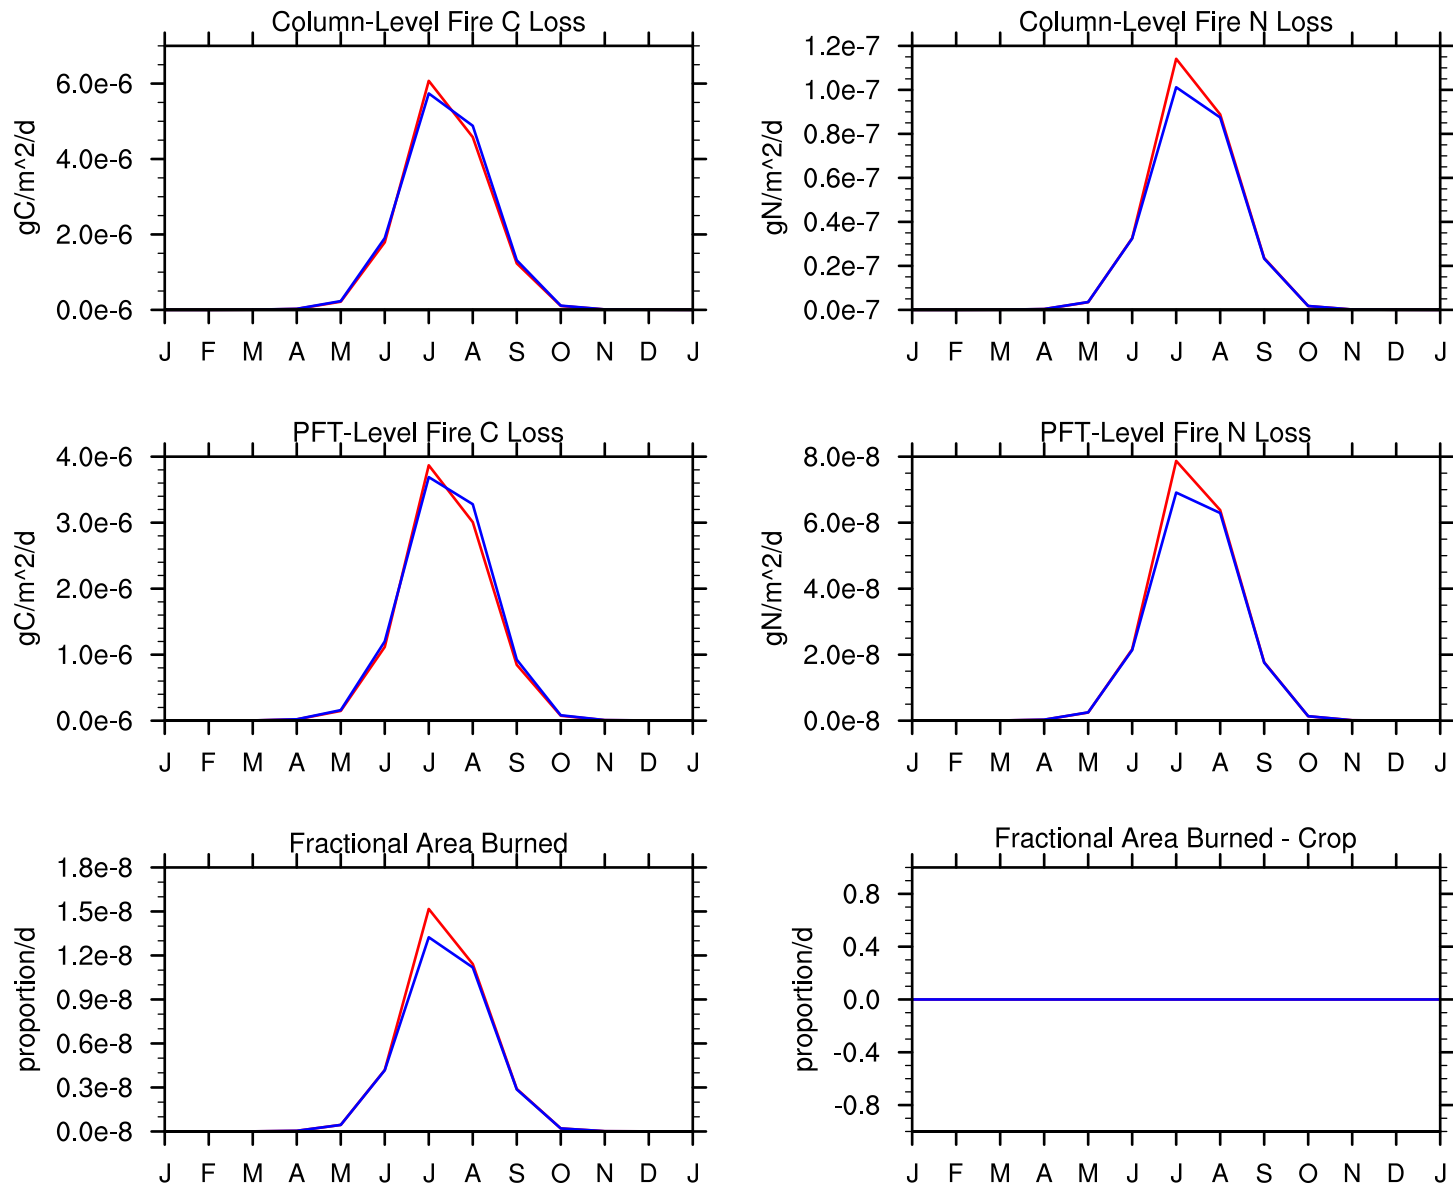 Column-Level Fire C Loss
gC/m^2/d
6.0e-6
4.0e-6
2.0e-6
0.0e-6
J F M A M J J A S O N D J
Column-Level Fire N Loss
gN/m^2/d
1.2e-7
1.0e-7
0.8e-7
0.6e-7
0.4e-7
0.2e-7
0.0e-7
J F M A M J J A S O N D J
PFT-Level Fire C Loss
gC/m^2/d
4.0e-6
3.0e-6
2.0e-6
1.0e-6
0.0e-6
J F M A M J J A S O N D J
PFT-Level Fire N Loss
gN/m^2/d
8.0e-8
6.0e-8
4.0e-8
2.0e-8
0.0e-8
J F M A M J J A S O N D J
Fractional Area Burned
proportion/d
1.8e-8
1.5e-8
1.2e-8
0.9e-8
0.6e-8
0.3e-8
0.0e-8
J F M A M J J A S O N D J
Fractional Area Burned - Crop
proportion/d
0.8
0.4
0.0
-0.4
-0.8
J F M A M J J A S O N D J